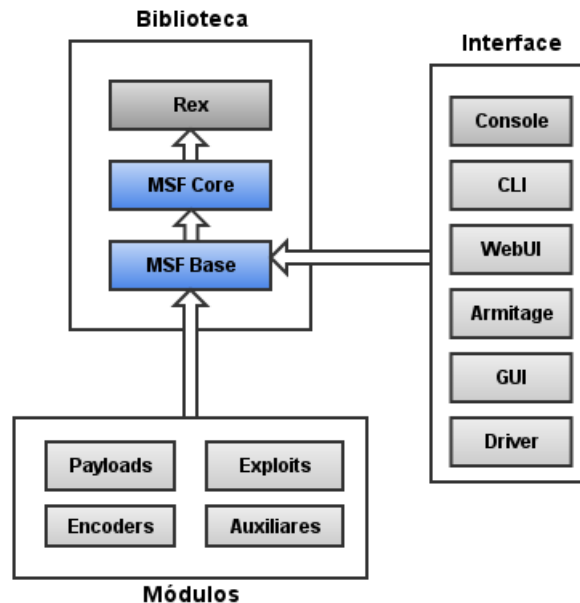 Biblioteca
Rex
MSF Core
MSF Base
Interface
Console
CLI
WebUI
Armitage
GUI
Driver
Payloads
Exploits
Encoders
Auxiliares
Módulos